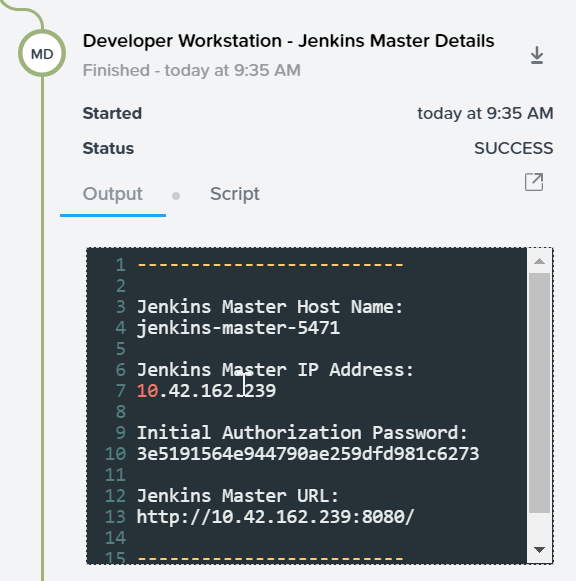 MD
Developer Workstation - Jenkins Master Details
Finished - today at 9:35 AM
Started today at 9:35 AM
Status SUCCESS
Output Script
1 -------------------------
2
3 Jenkins Master Host Name:
4 jenkins-master-5471
5
6 Jenkins Master IP Address:
7 10.42.162.239
8
9 Initial Authorization Password:
10 3e5191564e944790ae259dfd981c6273
11
12 Jenkins Master URL:
13 http://10.42.162.239:8080/
14
15 -------------------------